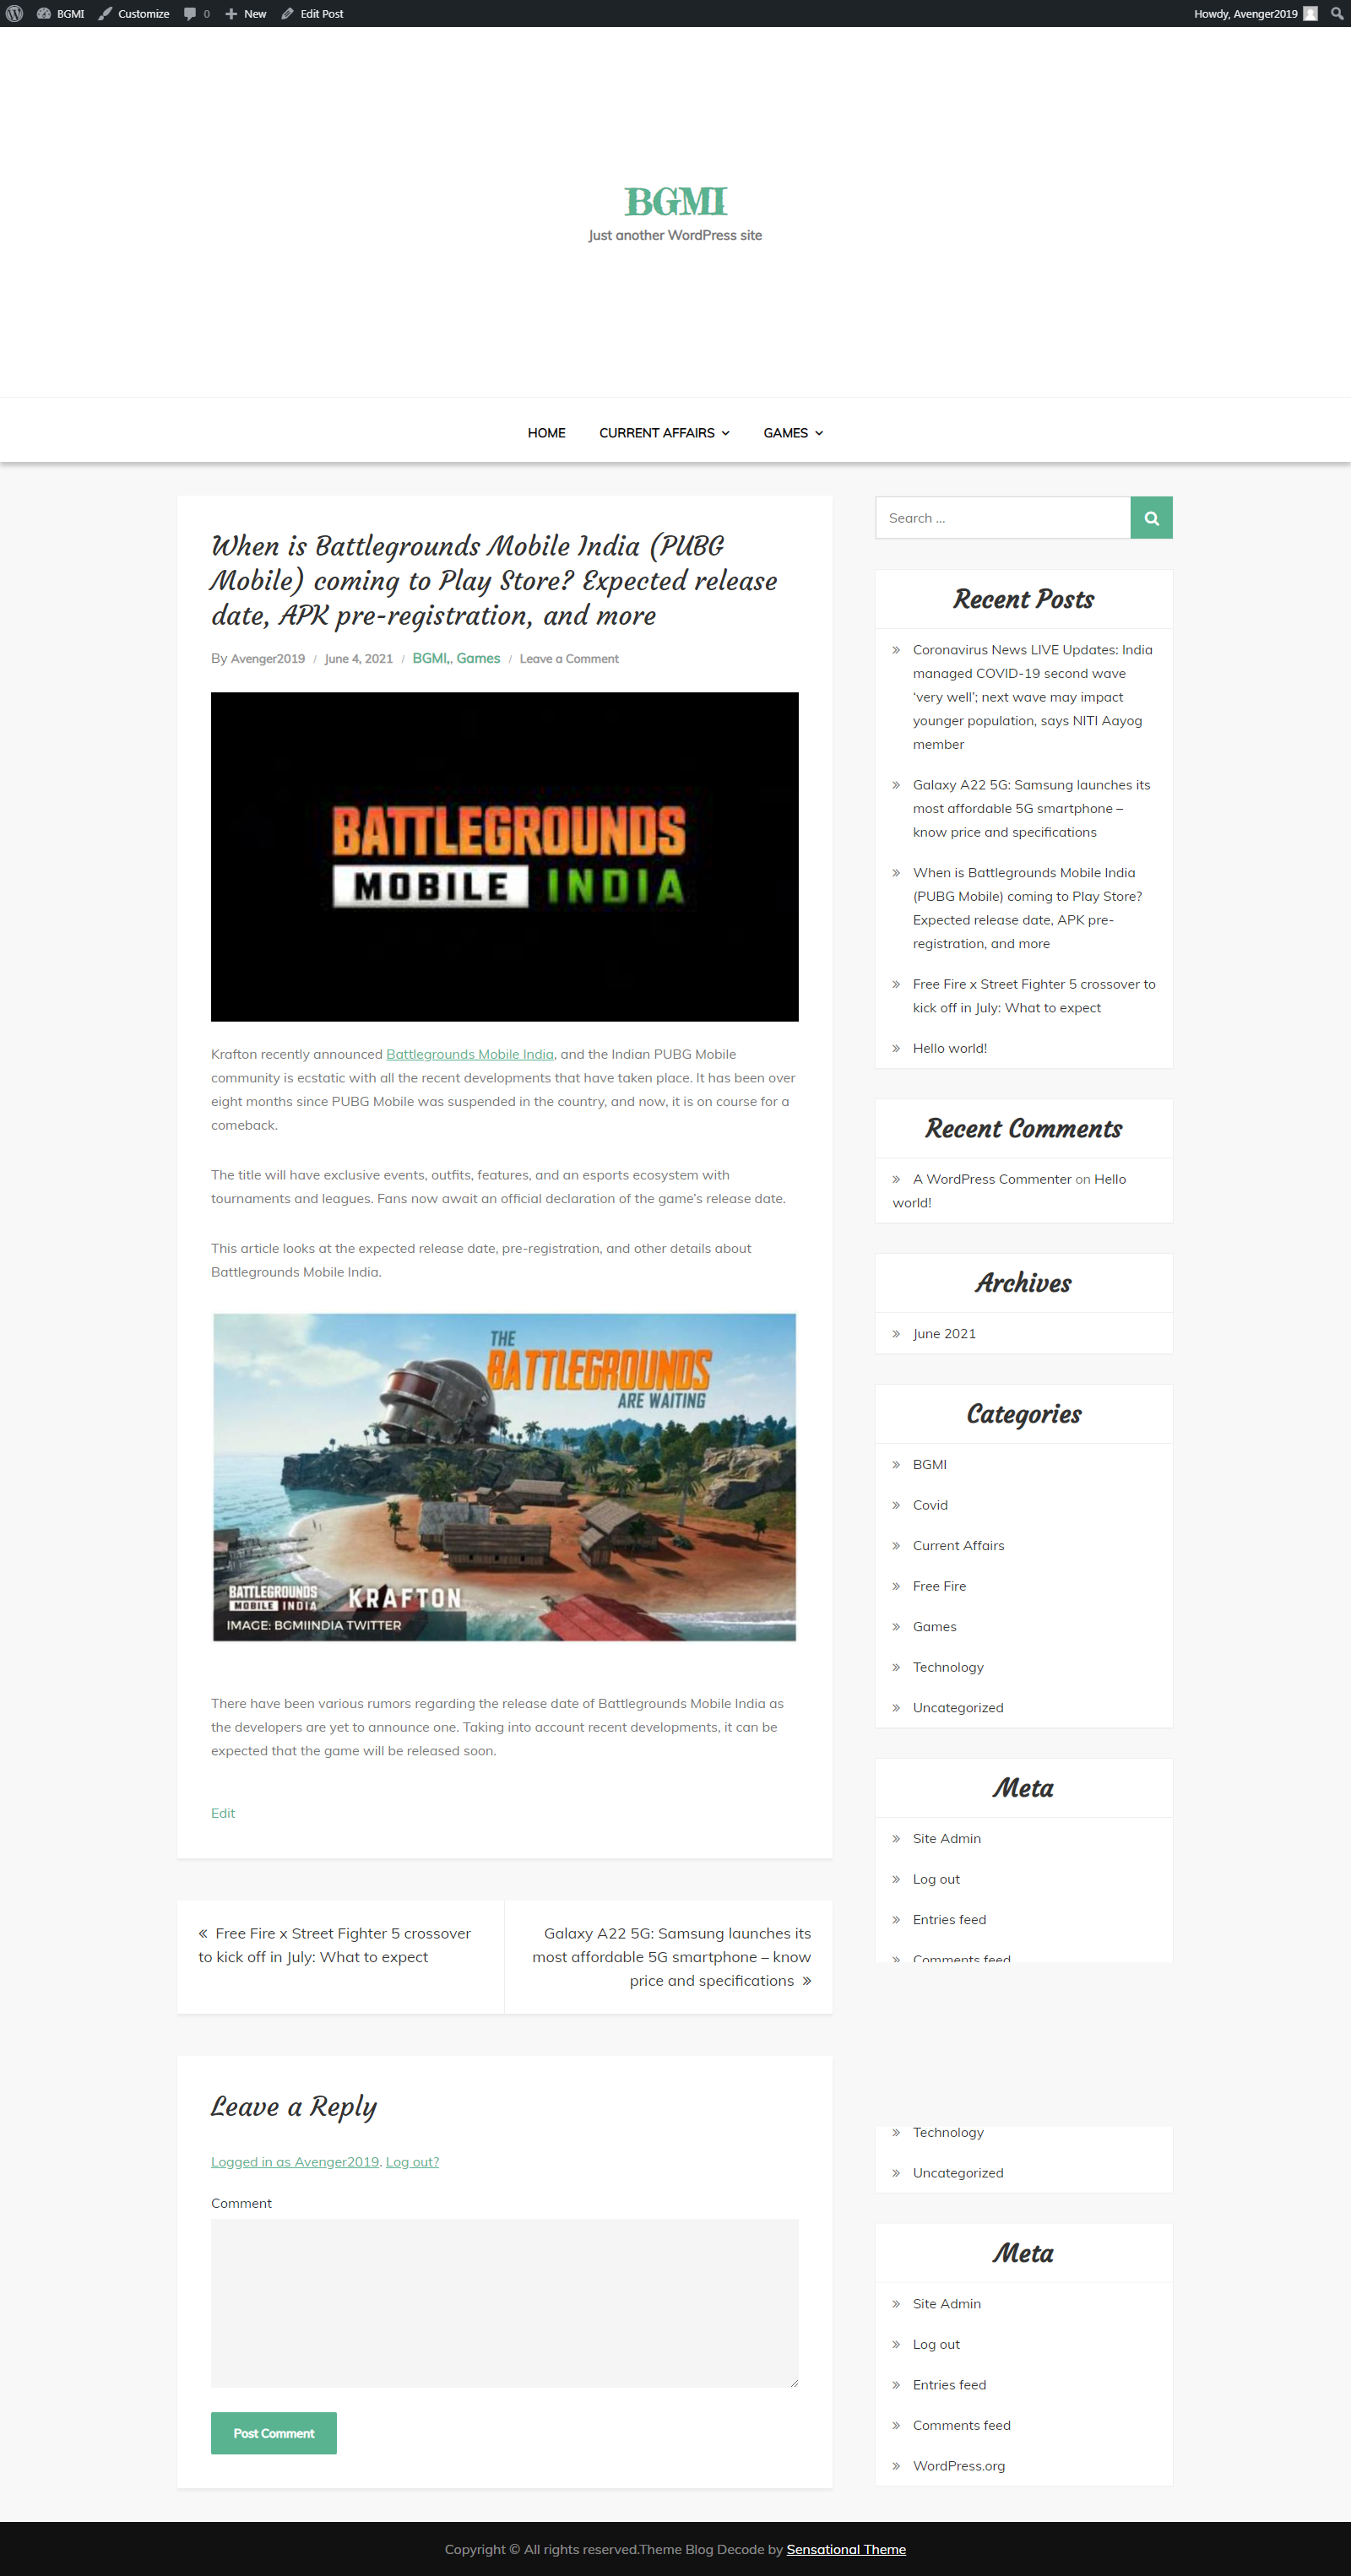 BGMI
Customize
0
New
Edit Post
Howdy, Avenger2019
BGMI
Just another WordPress site
HOME
CURRENT AFFAIRS
GAMES
When is Battlegrounds Mobile India (PUBG
Mobile) coming to Play Store? Expected release
date, APK pre-registration, and more
By Avenger2019 / June 4, 2021 / BGMI,, Games / Leave a Comment
BATTLEGROUNDS
MOBILE INDIA
Krafton recently announced Battlegrounds Mobile India, and the Indian PUBG Mobile
community is ecstatic with all the recent developments that have taken place. It has been over
eight months since PUBG Mobile was suspended in the country, and now, it is on course for a
comeback.
The title will have exclusive events, outfits, features, and an esports ecosystem with
tournaments and leagues. Fans now await an official declaration of the game’s release date.
This article looks at the expected release date, pre-registration, and other details about
Battlegrounds Mobile India.
THE
BATTLEGROUNDS
ARE WAITING
BATTLEGROUNDS
MOBILE INDIA
KRAFTON
IMAGE: BGMIINDIA TWITTER
There have been various rumors regarding the release date of Battlegrounds Mobile India as
the developers are yet to announce one. Taking into account recent developments, it can be
expected that the game will be released soon.
Edit
« Free Fire x Street Fighter 5 crossover
to kick off in July: What to expect
Galaxy A22 5G: Samsung launches its
most affordable 5G smartphone – know
price and specifications »
Leave a Reply
Logged in as Avenger2019. Log out?
Comment
Post Comment
Search ...
Recent Posts
» Coronavirus News LIVE Updates: India
managed COVID-19 second wave
‘very well’; next wave may impact
younger population, says NITI Aayog
member
» Galaxy A22 5G: Samsung launches its
most affordable 5G smartphone –
know price and specifications
» When is Battlegrounds Mobile India
(PUBG Mobile) coming to Play Store?
Expected release date, APK pre-
registration, and more
» Free Fire x Street Fighter 5 crossover to
kick off in July: What to expect
» Hello world!
Recent Comments
» A WordPress Commenter on Hello
world!
Archives
» June 2021
Categories
» BGMI
» Covid
» Current Affairs
» Free Fire
» Games
» Technology
» Uncategorized
Meta
» Site Admin
» Log out
» Entries feed
» Comments feed
» Technology
» Uncategorized
Meta
» Site Admin
» Log out
» Entries feed
» Comments feed
» WordPress.org
Copyright © All rights reserved.Theme Blog Decode by Sensational Theme